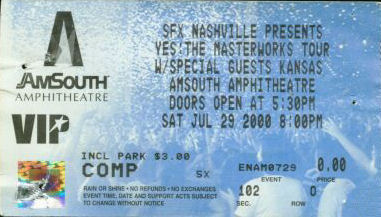 AMSOUTH
AMPHITHEATRE
VIP
SFX NASHVILLE PRESENTS
YES:THE MASTERWORKS TOUR
W/SPECIAL GUESTS KANSAS
AMSOUTH AMPHITHEATRE
DOORS OPEN AT 5:30PM
SAT JUL 29 2000 8:00PM
INCL PARK $3.00
COMP SX
ENAM0729 0.00
EVENT PRICE
RAIN OR SHINE • NO REFUNDS • NO EXCHANGES
EVENT TIME, DATE AND SUPPORT ACTS SUBJECT
TO CHANGE WITHOUT NOTICE
102 0
SEC. ROW